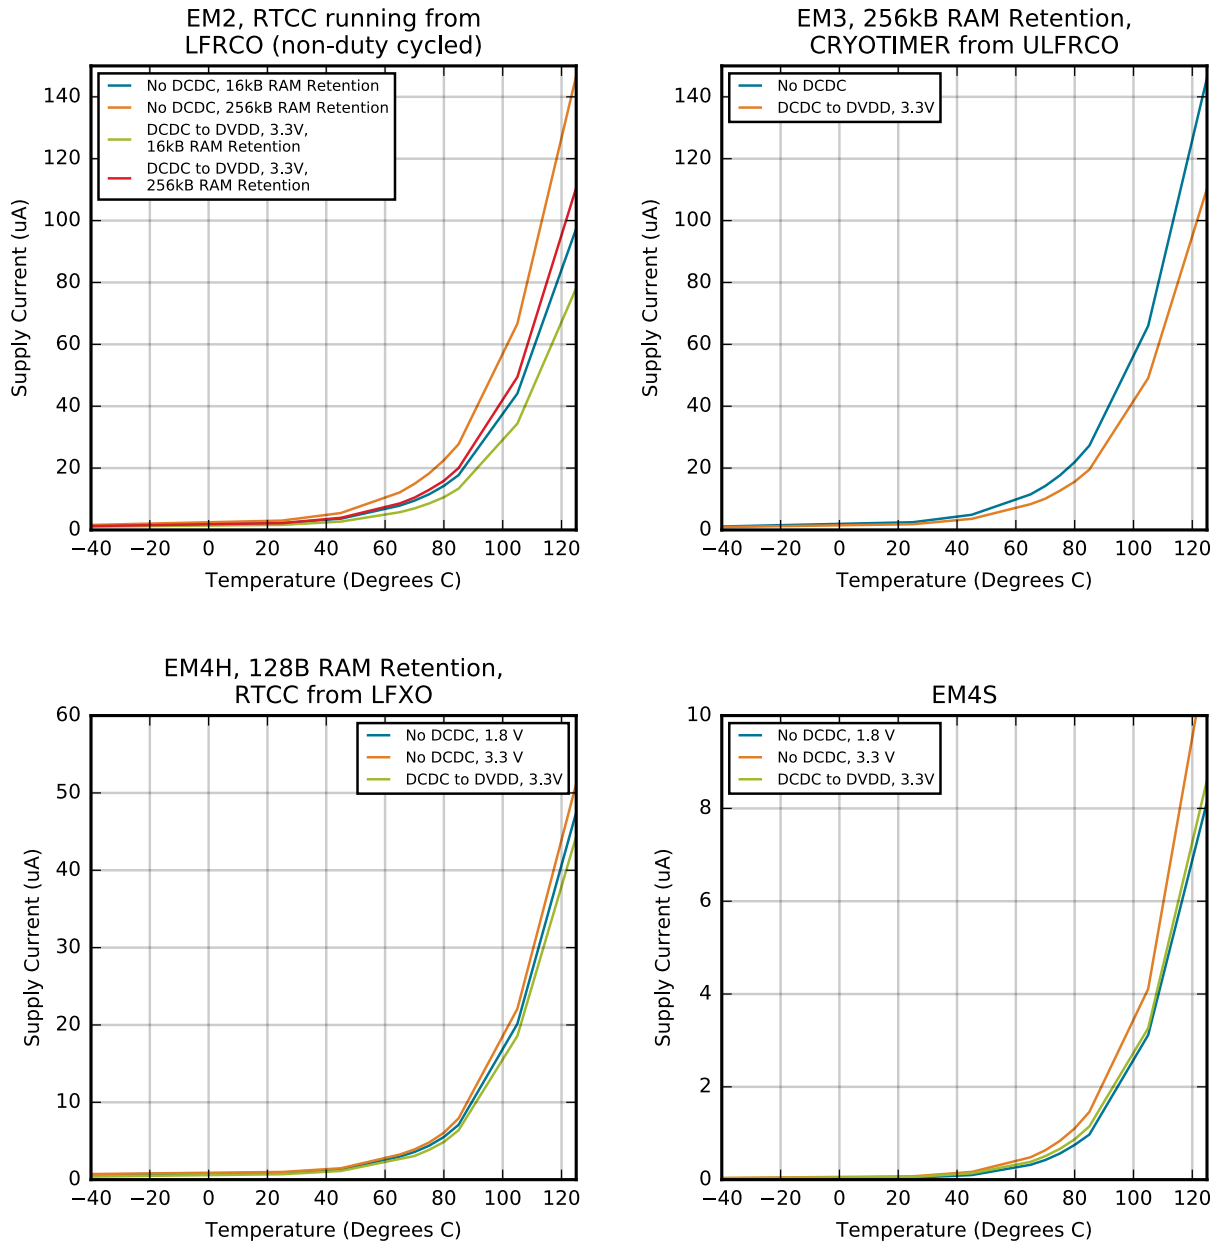 EM2, RTCC running from
LFRCO (non-duty cycled)
No DCDC, 16kB RAM Retention
No DCDC, 256kB RAM Retention
DCDC to DVDD, 3.3V,
16kB RAM Retention
DCDC to DVDD, 3.3V,
256kB RAM Retention
140
120
100
80
60
40
20
0
Supply Current (uA)
−40 −20 0 20 40 60 80 100 120
Temperature (Degrees C)
EM3, 256kB RAM Retention,
CRYOTIMER from ULFRCO
No DCDC
DCDC to DVDD, 3.3V
140
120
100
80
60
40
20
0
Supply Current (uA)
−40 −20 0 20 40 60 80 100 120
Temperature (Degrees C)
EM4H, 128B RAM Retention,
RTCC from LFXO
No DCDC, 1.8 V
No DCDC, 3.3 V
DCDC to DVDD, 3.3V
60
50
40
30
20
10
0
Supply Current (uA)
−40 −20 0 20 40 60 80 100 120
Temperature (Degrees C)
EM4S
No DCDC, 1.8 V
No DCDC, 3.3 V
DCDC to DVDD, 3.3V
10
8
6
4
2
0
Supply Current (uA)
−40 −20 0 20 40 60 80 100 120
Temperature (Degrees C)